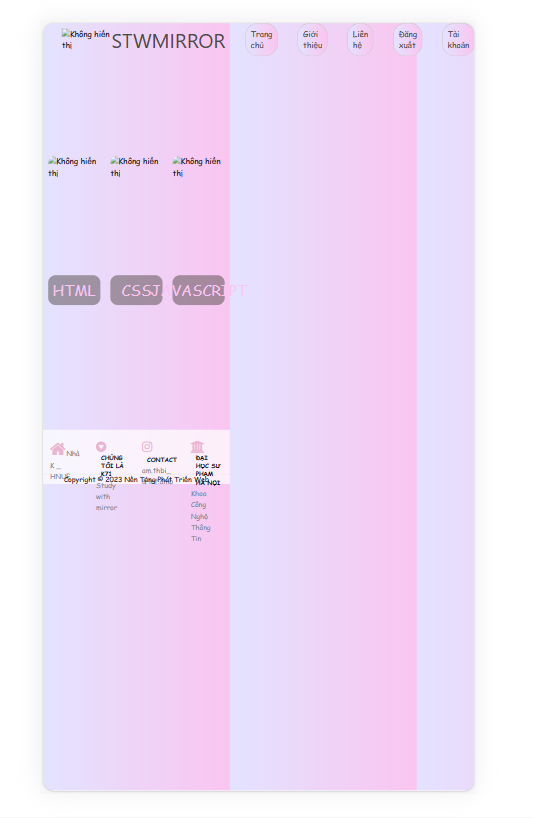 Không hiển thị
STWMIRROR
Trang chủ
Giới thiệu
Liên hệ
Đăng xuất
Tài khoản
Không hiển thị
Không hiển thị
Không hiển thị
HTML
CSS
JAVASCRIPT
Nhà
K _
HNUE
CHÚNG
TÔI LÀ
K71
Study
with
mirror
CONTACT
am.thbi_
ĐẠI
HỌC SƯ
PHẠM
HÀ NỘI
Khoa
Công
Nghệ
Thông
Tin
Copyright © 2023 Nền Tảng Phát Triển Web